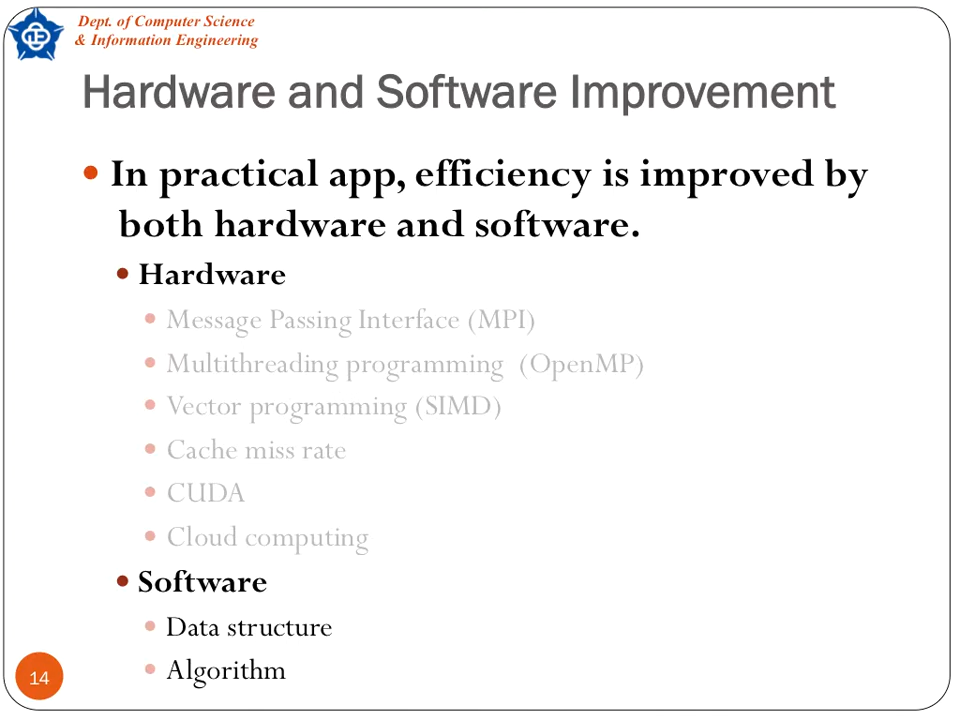 Dept. of Computer Science
& Information Engineering
Hardware and Software Improvement
In practical app, efficiency is improved by
both hardware and software.
Hardware
Message Passing Interface (MPI)
Multithreading programming (OpenMP)
Vector programming (SIMD)
Cache miss rate
CUDA
Cloud computing
Software
Data structure
Algorithm
14